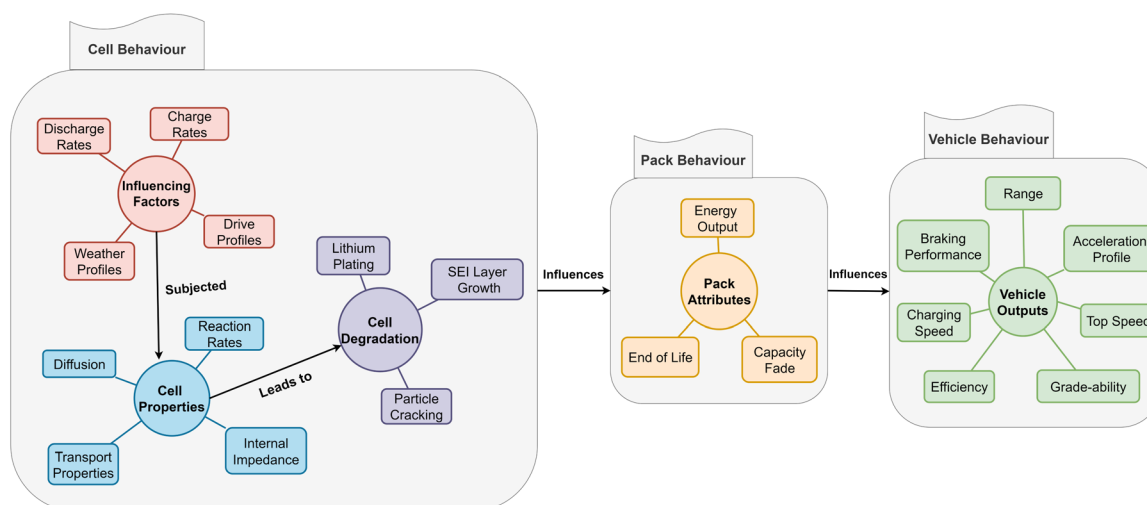 Cell Behaviour
Discharge
Rates
Charge
Rates
Influencing
Factors
Weather
Profiles
Drive
Profiles
Subjected
Diffusion
Reaction
Rates
Cell
Properties
Transport
Properties
Internal
Impedance
Leads to
Lithium
Plating
SEI Layer
Growth
Cell
Degradation
Particle
Cracking
Influences
Pack Behaviour
Energy
Output
Pack
Attributes
End of Life
Capacity
Fade
Influences
Vehicle Behaviour
Range
Braking
Performance
Acceleration
Profile
Vehicle
Outputs
Charging
Speed
Top Speed
Efficiency
Grade-ability